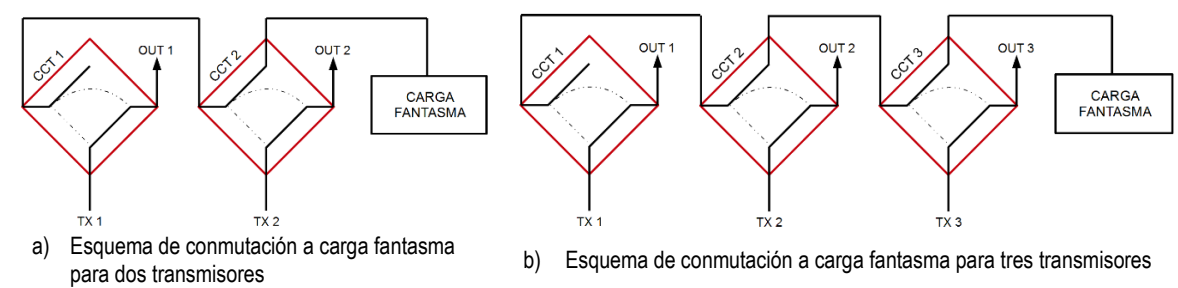 CCT 1
OUT 1
CCT 2
OUT 2
CARGA
FANTASMA
TX 1
TX 2
a) Esquema de conmutación a carga fantasma
para dos transmisores
CCT 1
OUT 1
CCT 2
OUT 2
CCT 3
OUT 3
CARGA
FANTASMA
TX 1
TX 2
TX 3
b) Esquema de conmutación a carga fantasma para tres transmisores